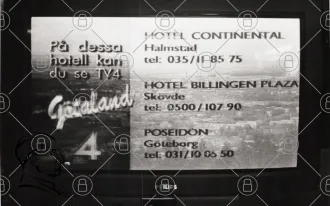 På dessa
hotell kan
du se TV4
Götaland
4
HOTEL CONTINENTAL
Halmstad
tel: 035/11 85 75
HOTEL BILLINGEN PLAZA
Skövde
tel: 0500/107 90
POSEIDON
Göteborg
tel: 031/10 05 50